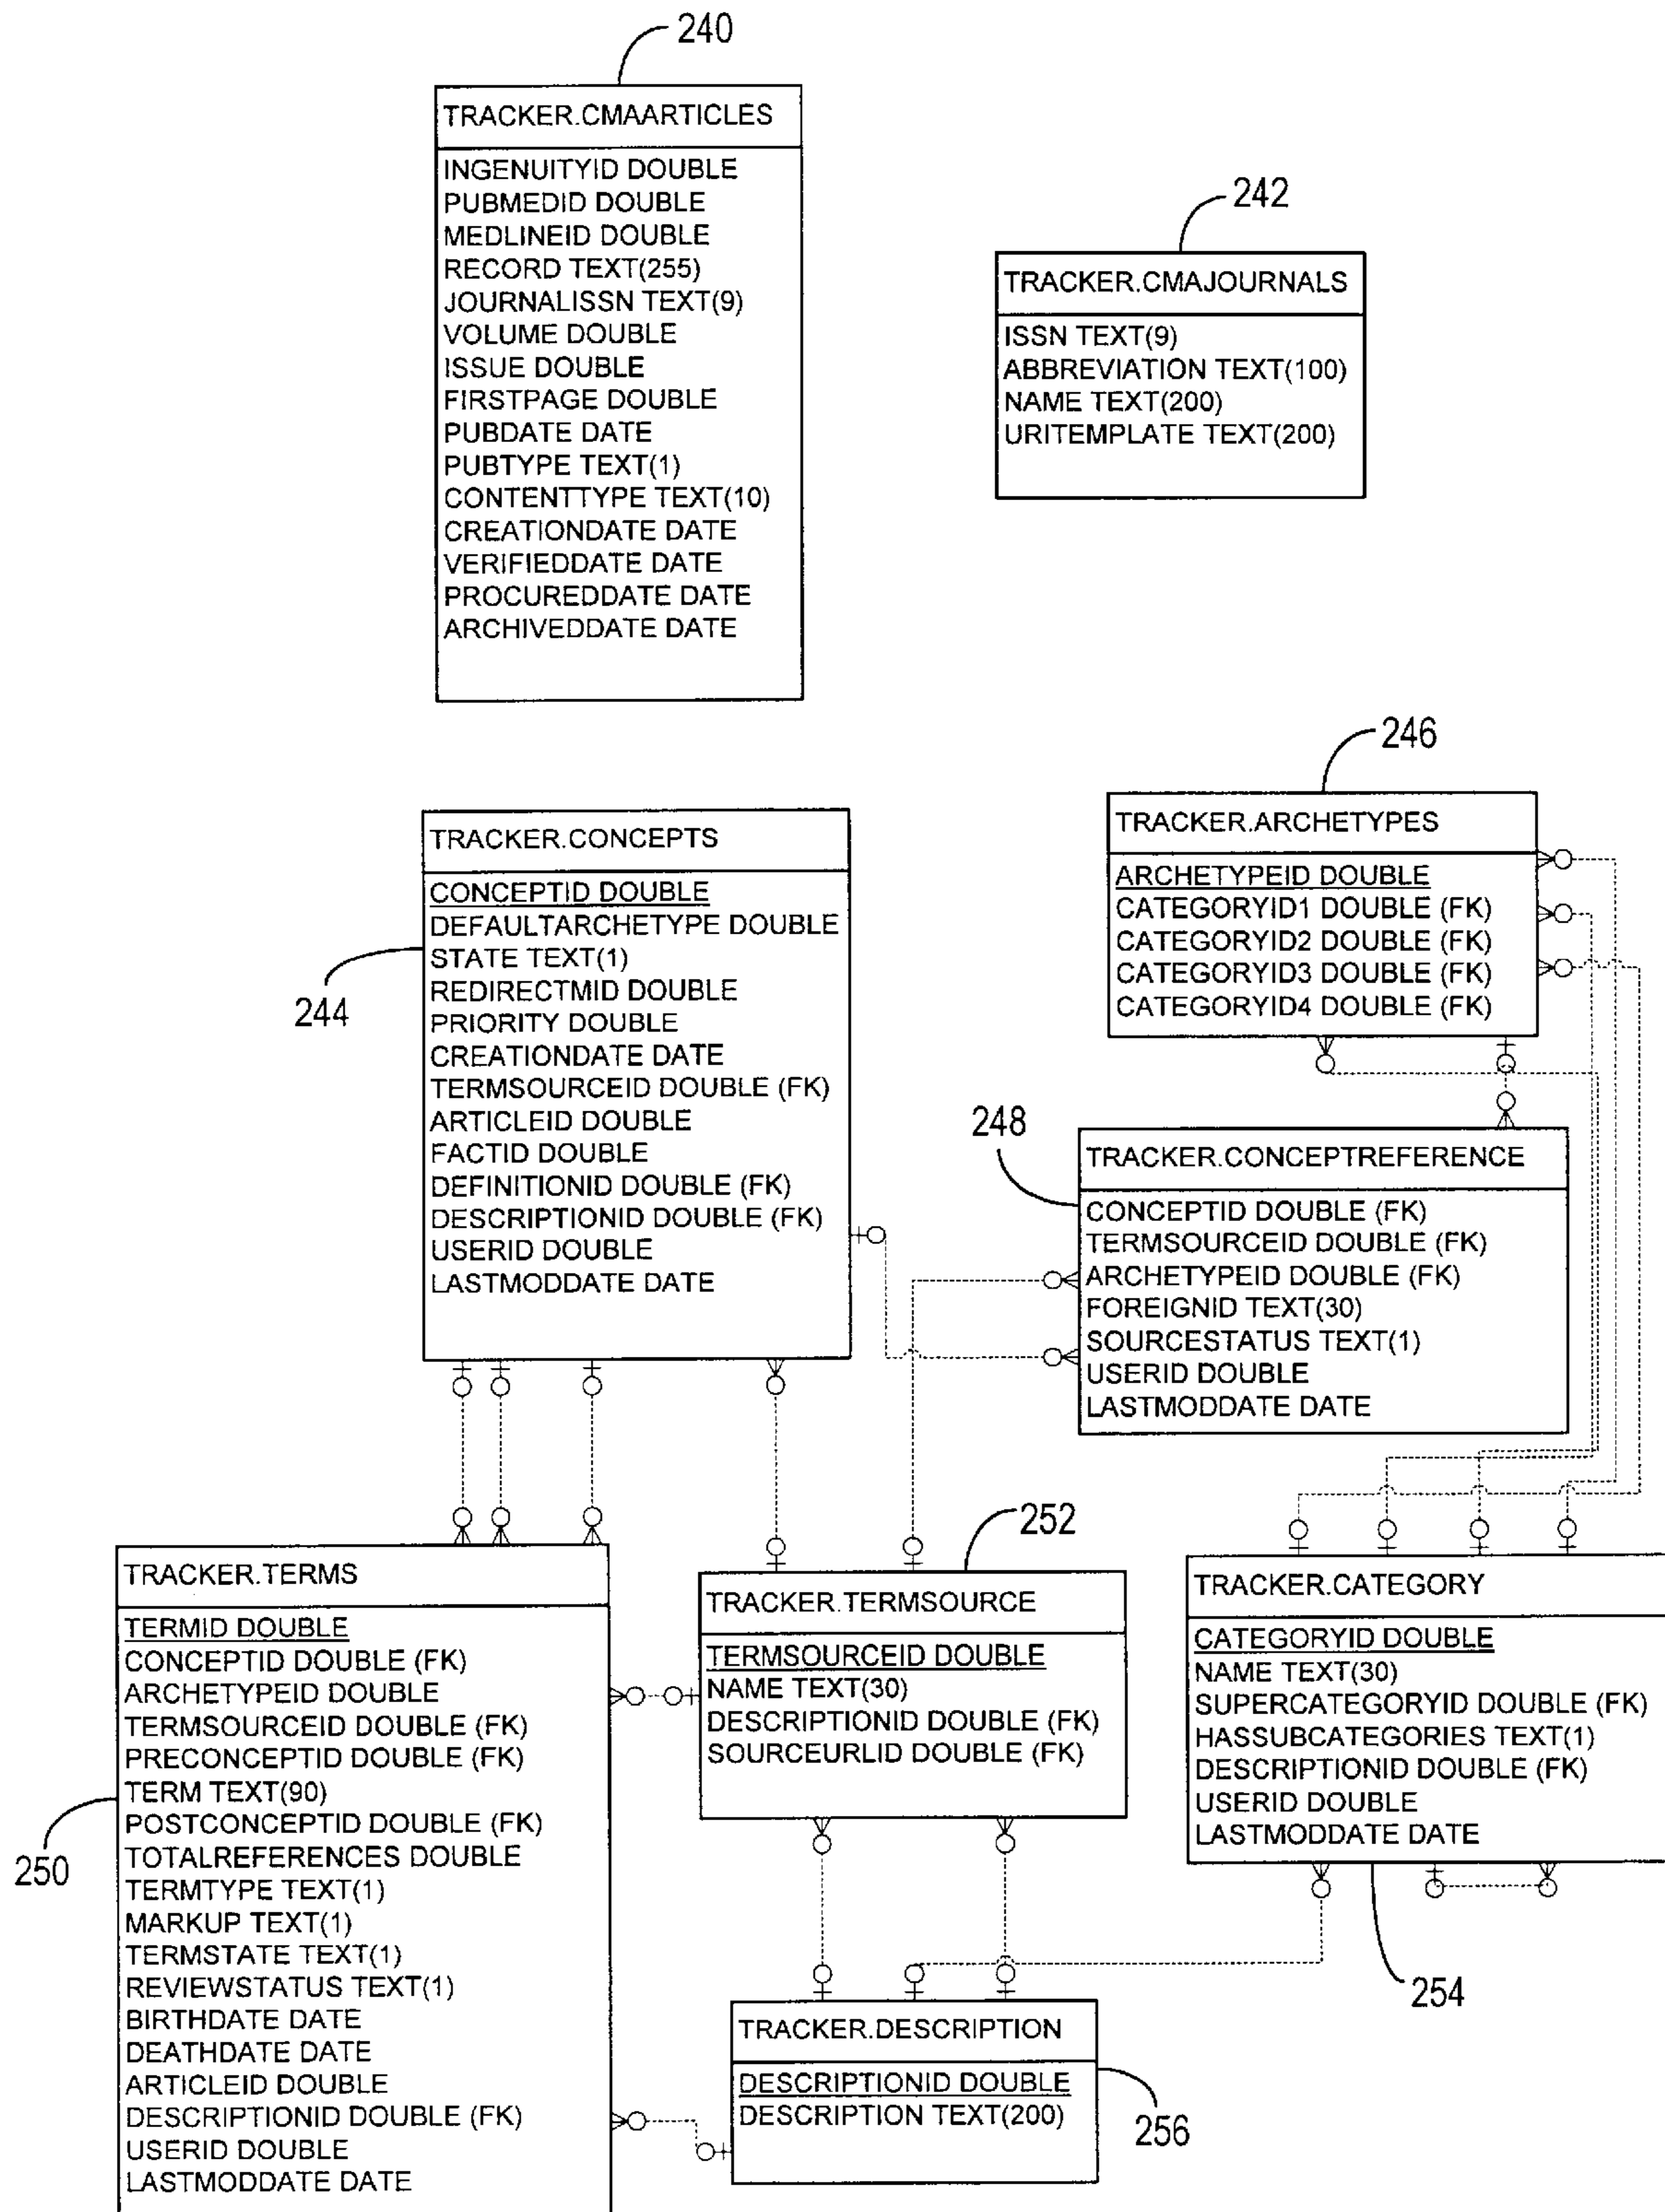 240
TRACKER.CMAARTICLES
INGENUITYID DOUBLE
PUBMEDID DOUBLE
MEDLINEID DOUBLE
RECORD TEXT(255)
JOURNALISSN TEXT(9)
VOLUME DOUBLE
ISSUE DOUBLE
FIRSTPAGE DOUBLE
PUBDATE DATE
PUBTYPE TEXT(1)
CONTENTTYPE TEXT(10)
CREATIONDATE DATE
VERIFIEDDATE DATE
PROCUREDDATE DATE
ARCHIVEDDATE DATE
242
TRACKER.CMAJOURNALS
ISSN TEXT(9)
ABBREVIATION TEXT(100)
NAME TEXT(200)
URITEMPLATE TEXT(200)
244
TRACKER.CONCEPTS
CONCEPTID DOUBLE
DEFAULTARCHETYPE DOUBLE
STATE TEXT(1)
REDIRECTMID DOUBLE
PRIORITY DOUBLE
CREATIONDATE DATE
TERMSOURCEID DOUBLE (FK)
ARTICLEID DOUBLE
FACTID DOUBLE
DEFINITIONID DOUBLE (FK)
DESCRIPTIONID DOUBLE (FK)
USERID DOUBLE
LASTMODDATE DATE
246
TRACKER.ARCHETYPES
ARCHETYPEID DOUBLE
CATEGORYID1 DOUBLE (FK)
CATEGORYID2 DOUBLE (FK)
CATEGORYID3 DOUBLE (FK)
CATEGORYID4 DOUBLE (FK)
248
TRACKER.CONCEPTREFERENCE
CONCEPTID DOUBLE (FK)
TERMSOURCEID DOUBLE (FK)
ARCHETYPEID DOUBLE (FK)
FOREIGNID TEXT(30)
SOURCESTATUS TEXT(1)
USERID DOUBLE
LASTMODDATE DATE
250
TRACKER.TERMS
TERMID DOUBLE
CONCEPTID DOUBLE (FK)
ARCHETYPEID DOUBLE
TERMSOURCEID DOUBLE (FK)
PRECONCEPTID DOUBLE (FK)
TERM TEXT(90)
POSTCONCEPTID DOUBLE (FK)
TOTALREFERENCES DOUBLE
TERMTYPE TEXT(1)
MARKUP TEXT(1)
TERMSTATE TEXT(1)
REVIEWSTATUS TEXT(1)
BIRTHDATE DATE
DEATHDATE DATE
ARTICLEID DOUBLE
DESCRIPTIONID DOUBLE (FK)
USERID DOUBLE
LASTMODDATE DATE
252
TRACKER.TERMSOURCE
TERMSOURCEID DOUBLE
NAME TEXT(30)
DESCRIPTIONID DOUBLE (FK)
SOURCEURLID DOUBLE (FK)
TRACKER.CATEGORY
CATEGORYID DOUBLE
NAME TEXT(30)
SUPERCATEGORYID DOUBLE (FK)
HASSUBCATEGORIES TEXT(1)
DESCRIPTIONID DOUBLE (FK)
USERID DOUBLE
LASTMODDATE DATE
254
TRACKER.DESCRIPTION
DESCRIPTIONID DOUBLE
DESCRIPTION TEXT(200)
256